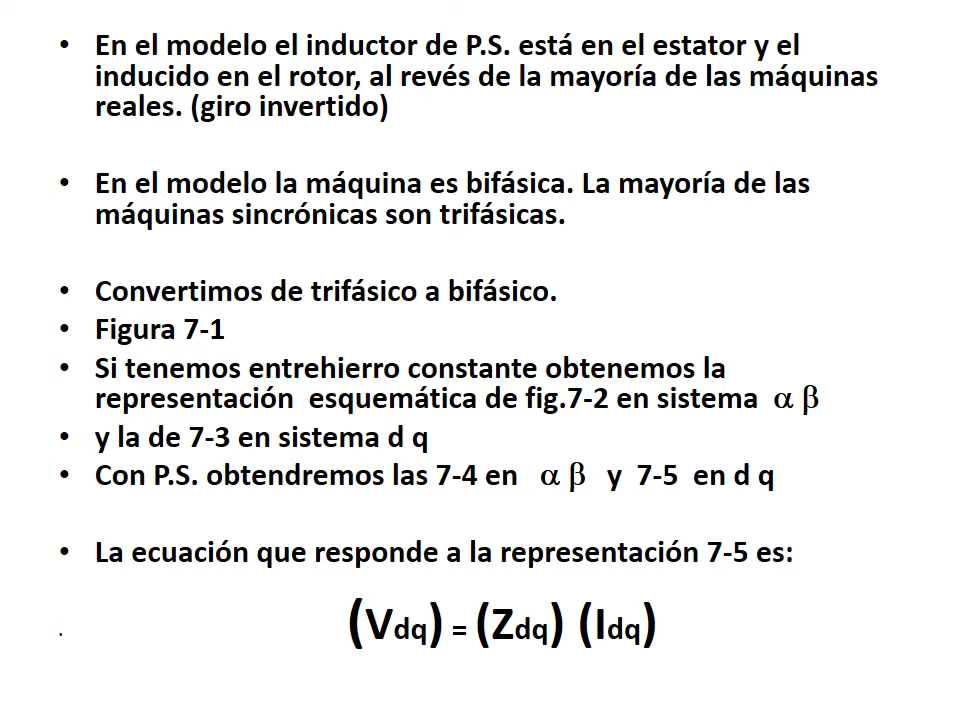 • En el modelo el inductor de P.S. está en el estator y el
inducido en el rotor, al revés de la mayoría de las máquinas
reales. (giro invertido)
• En el modelo la máquina es bifásica. La mayoría de las
máquinas sincrónicas son trifásicas.
• Convertimos de trifásico a bifásico.
• Figura 7-1
• Si tenemos entrehierro constante obtenemos la
representación esquemática de fig.7-2 en sistema α β
• y la de 7-3 en sistema d q
• Con P.S. obtendremos las 7-4 en α β y 7-5 en d q
• La ecuación que responde a la representación 7-5 es:
. (Vdq) = (Zdq) (Idq)